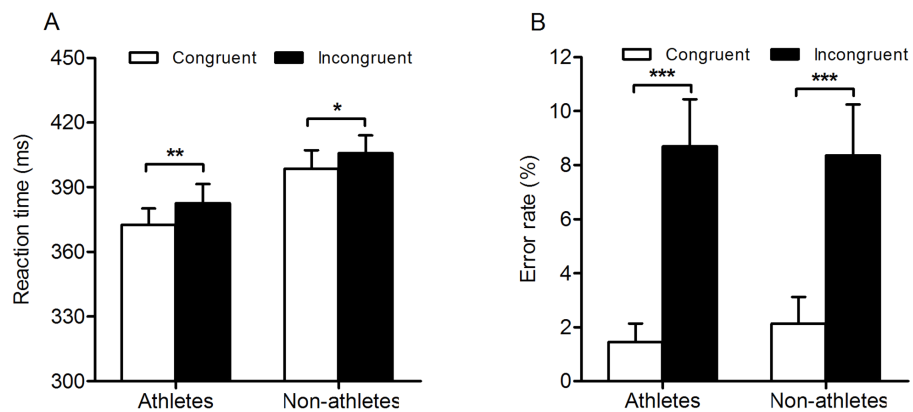 A
Reaction time (ms)
450
420
390
360
330
300
Congruent
Incongruent
**
*
Athletes
Non-athletes
B
Error rate (%)
12
10
8
6
4
2
0
Congruent
Incongruent
***
***
Athletes
Non-athletes